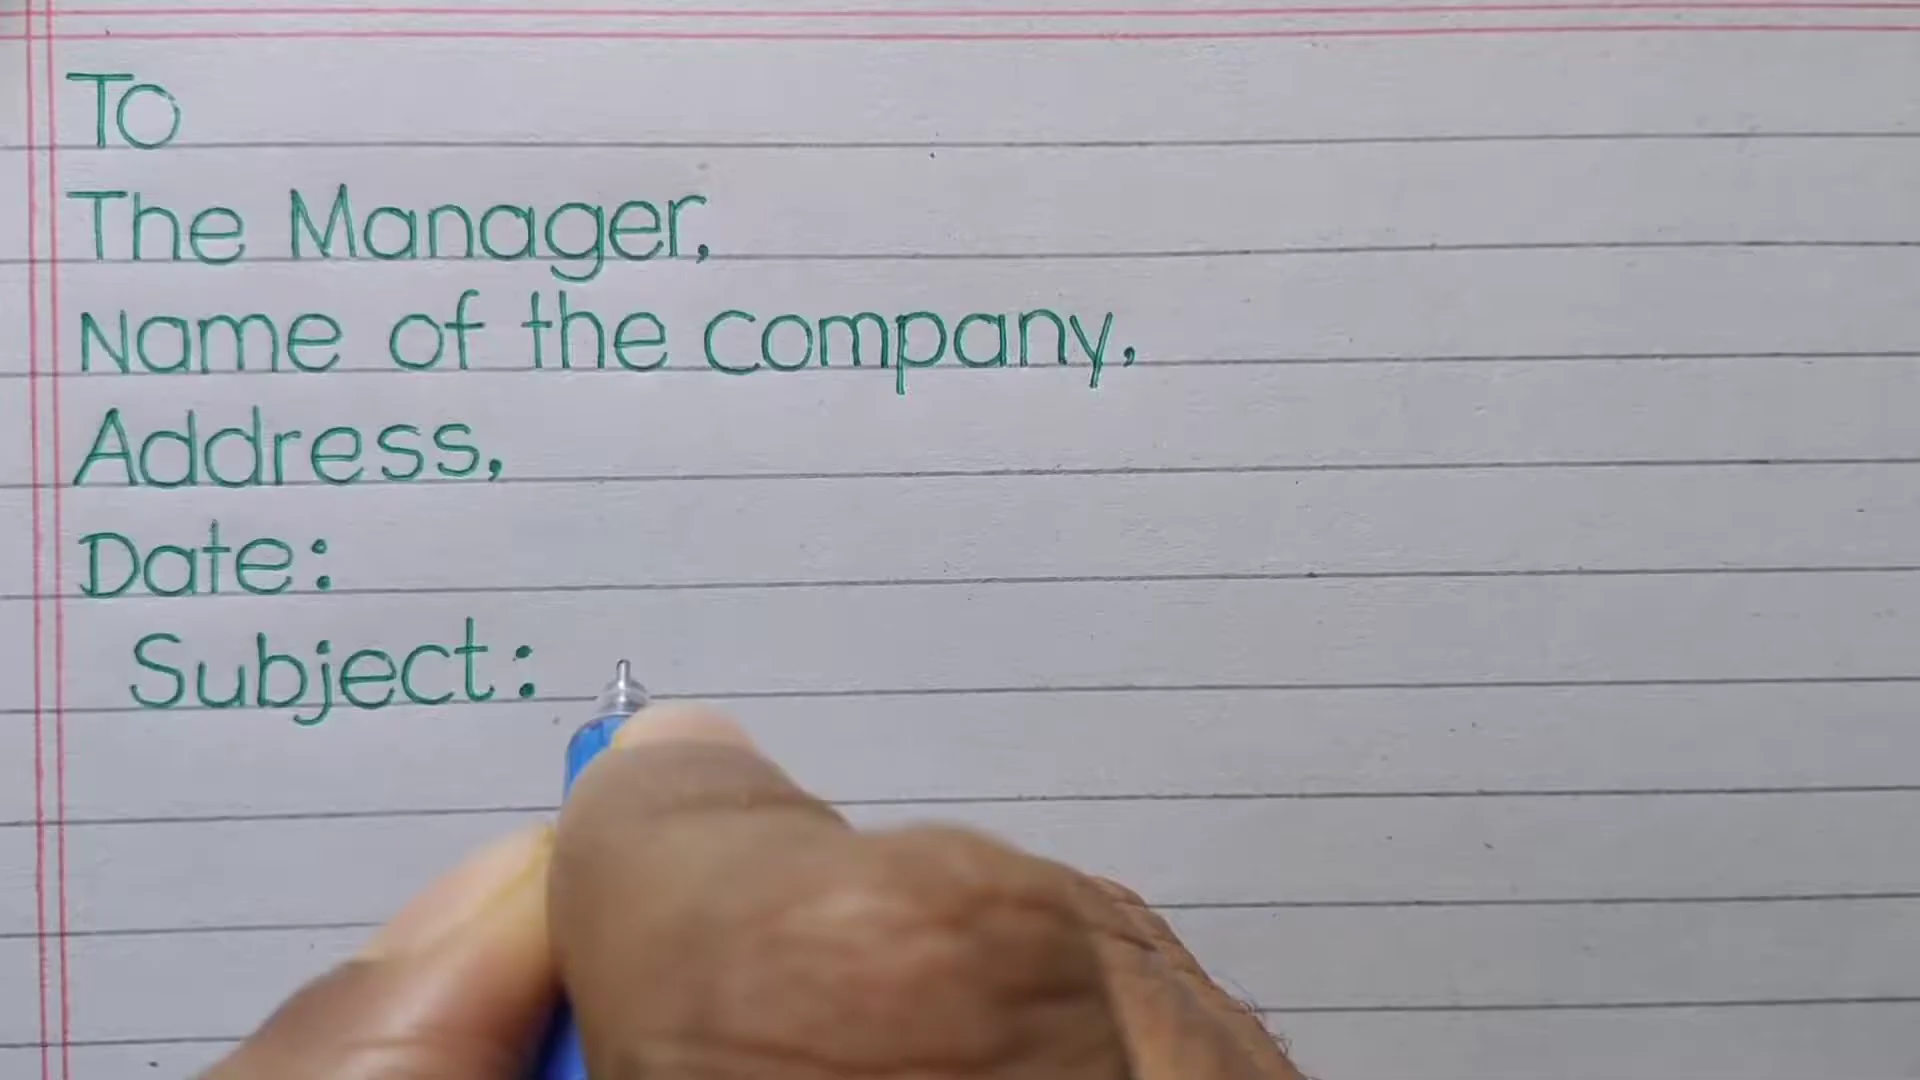 To
The Manager,
Name of the company,
Address,
Date:
Subject: